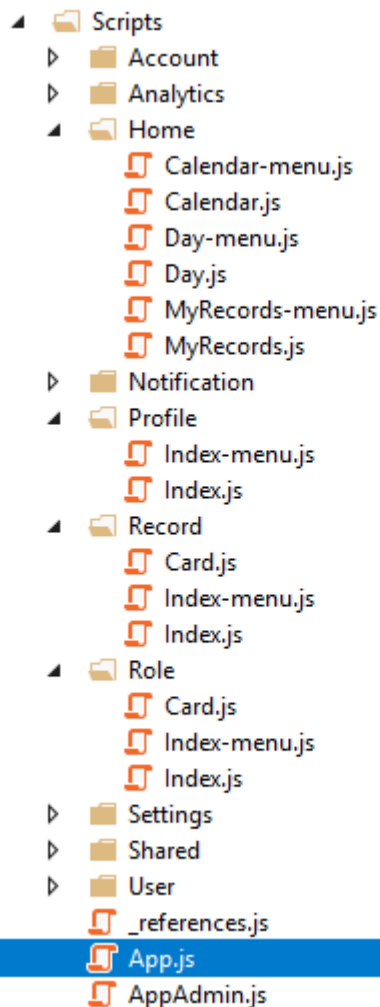 Scripts
Account
Analytics
Home
Calendar-menu.js
Calendar.js
Day-menu.js
Day.js
MyRecords-menu.js
MyRecords.js
Notification
Profile
Index-menu.js
Index.js
Record
Card.js
Index-menu.js
Index.js
Role
Card.js
Index-menu.js
Index.js
Settings
Shared
User
_references.js
App.js
AppAdmin.js